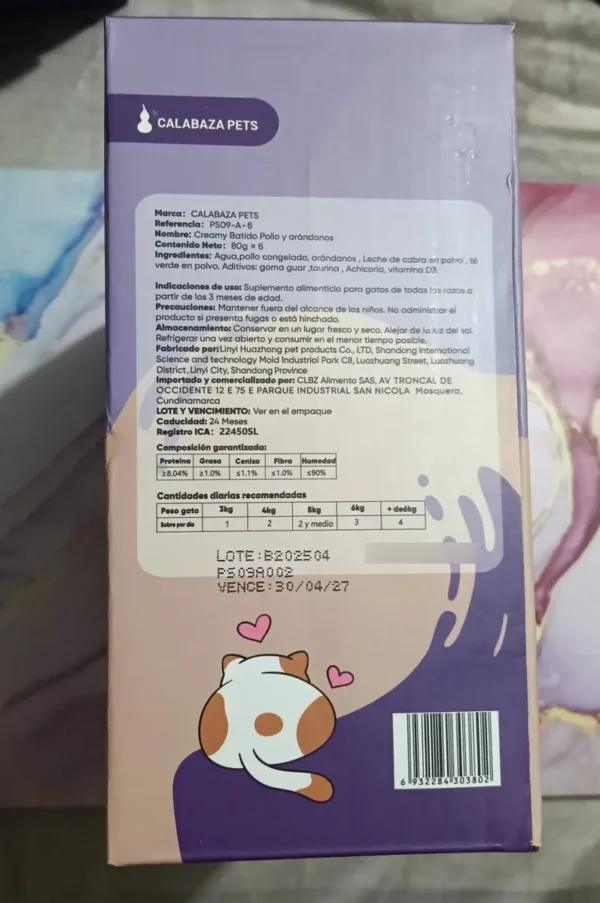 CALABAZA PETS
Marca: CALABAZA PETS
Referencia: PS09-A-6
Nombre: Creamy Batido Pollo y arándanos
Contenido Neto: 80g × 6
Ingredientes: Agua,pollo congelado, arándanos , Leche de cabra en polvo , té
verde en polvo. Aditivos: goma guar ,taurina , Achicoria, vitamina D3.
Indicaciones de uso: Suplemento alimenticio para gatos de todas las razas a
partir de los 3 meses de edad.
Precauciones: Mantener fuera del alcance de los niños. No administrar el
producto si presenta fugas o está hinchado.
Almacenamiento: Conservar en un lugar fresco y seco. Alejar de la luz del sol.
Refrigerar una vez abierto y consumir en el menor tiempo posible.
Fabricado por:Linyi Huazhong pet products Co., LTD, Shandong International
Science and technology Mold Industrial Park C8, Luozhuang Street, Luozhuang
District, Linyi City, Shandong Province
Importado y comercializado por: CLBZ Alimento SAS, AV TRONCAL DE
OCCIDENTE 12 E 75 E PARQUE INDUSTRIAL SAN NICOLA Mosquera,
Cundinamarca
LOTE Y VENCIMIENTO: Ver en el empaque
Caducidad: 24 Meses
Registro ICA: 22450SL
Composición garantizada:
Proteína Grasa Ceniza Fibra Humedad
≥8.04% ≥1.0% ≤1.1% ≤1.0% ≤90%
Cantidades diarias recomendadas
Peso gato 3kg 4kg 5kg 6kg + de6kg
Sobre por día 1 2 2 y medio 3 4
LOTE:B202504
PS09A002
VENCE:30/04/27
6 932284 303802